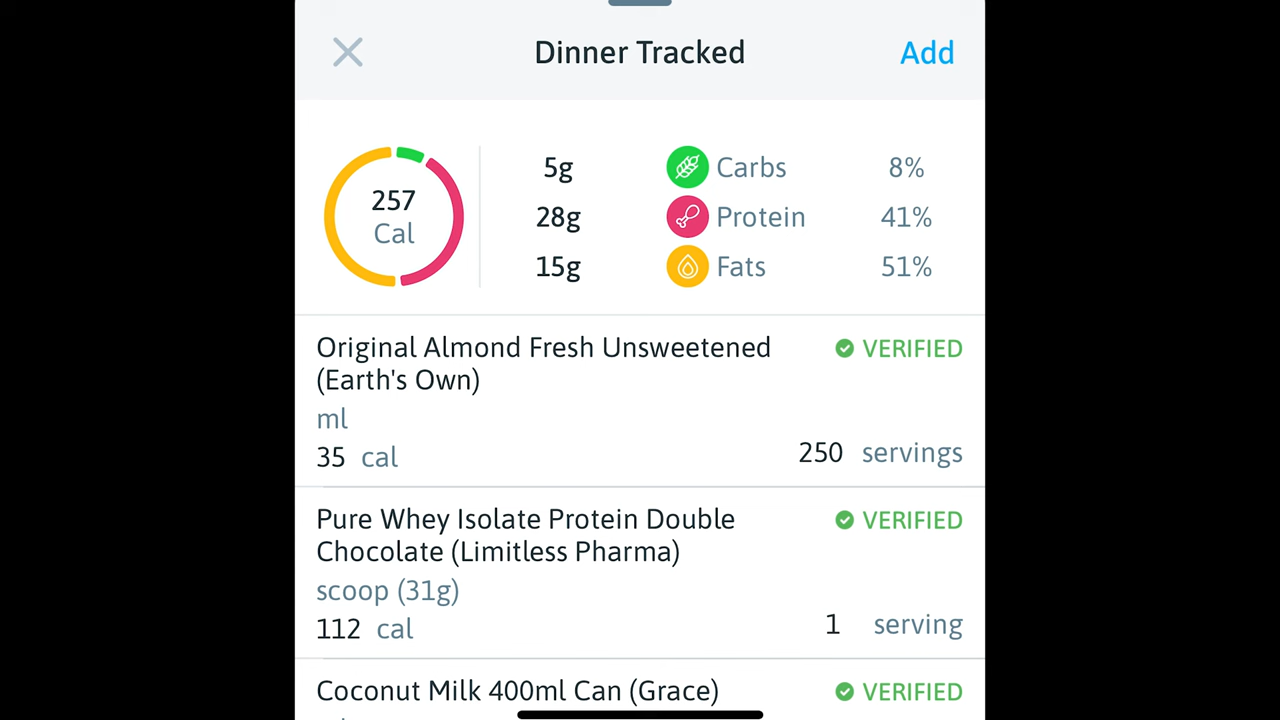 Dinner Tracked
Add
257
Cal
5g Carbs 8%
28g Protein 41%
15g Fats 51%
Original Almond Fresh Unsweetened
(Earth's Own)
VERIFIED
ml
35 cal
250 servings
Pure Whey Isolate Protein Double
Chocolate (Limitless Pharma)
VERIFIED
scoop (31g)
112 cal
1 serving
Coconut Milk 400ml Can (Grace)
VERIFIED